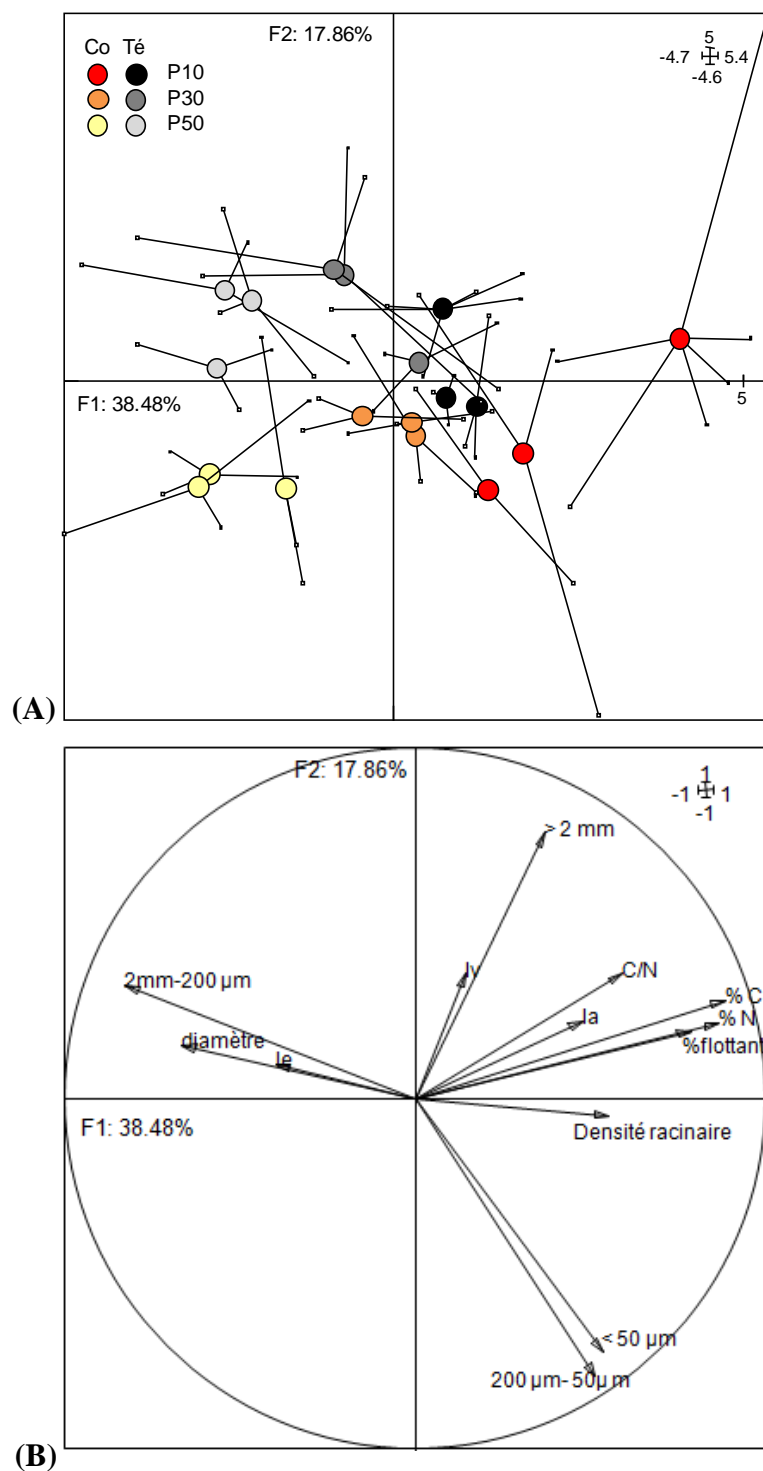 F2: 17.86%
5
-4.7 5.4
-4.6
Co Té
P10
P30
P50
F1: 38.48%
5
(A)
F2: 17.86%
1
-1 1
-1
> 2 mm
Iv
C/N
2mm-200 µm
% C
Ia
% N
diamètre
%flottant
Ie
F1: 38.48%
Densité racinaire
< 50 µm
200 µm- 50µm
(B)